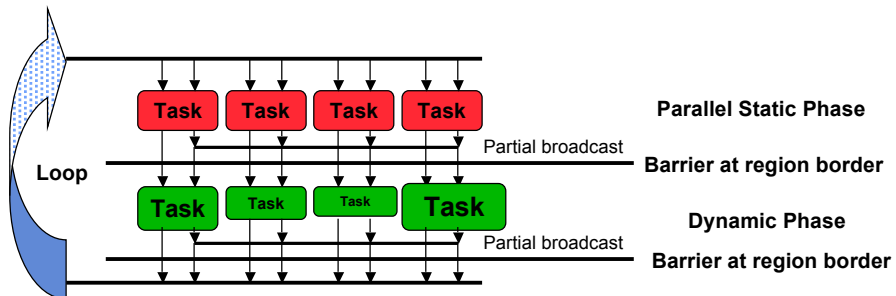 Task Task Task Task
Parallel Static Phase
Partial broadcast
Loop
Barrier at region border
Task Task Task Task
Dynamic Phase
Partial broadcast
Barrier at region border